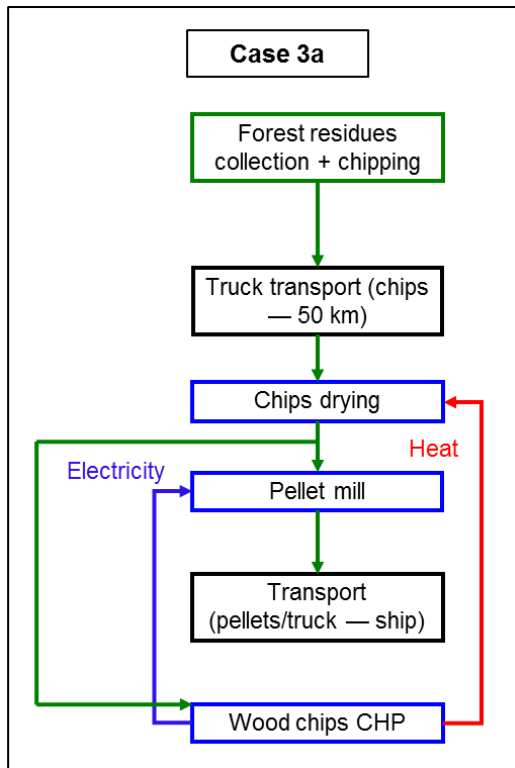 Case 3a
Forest residues
collection + chipping
Truck transport (chips
— 50 km)
Chips drying
Heat
Electricity
Pellet mill
Transport
(pellets/truck — ship)
Wood chips CHP